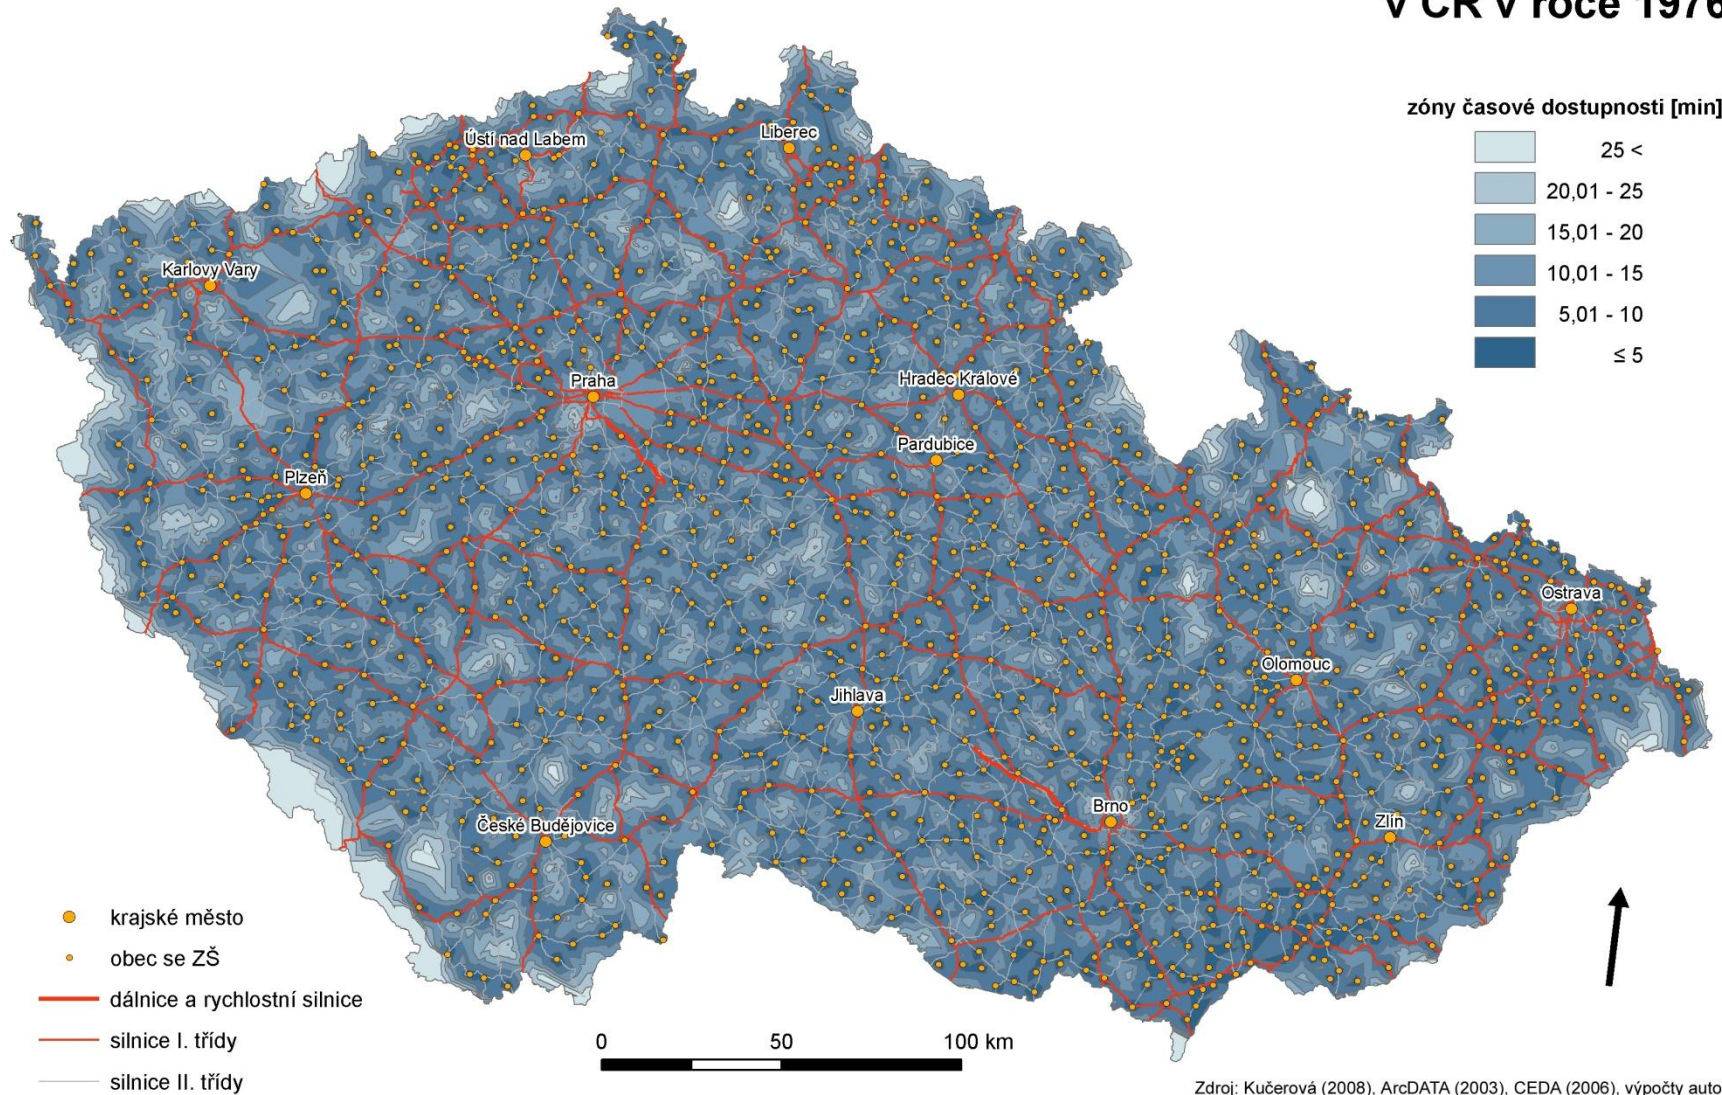 v ČR v roce 1976
zóny časové dostupnosti [min]
25 <
20,01 - 25
15,01 - 20
10,01 - 15
5,01 - 10
≤ 5
Ústí nad Labem
Liberec
Karlovy Vary
Praha
Hradec Králové
Pardubice
Plzeň
Ostrava
Olomouc
Jihlava
Brno
České Budějovice
Zlín
krajské město
obec se ZŠ
dálnice a rychlostní silnice
silnice I. třídy
silnice II. třídy
0 50 100 km
Zdroj: Kučerová (2008), ArcDATA (2003), CEDA (2006), výpočty auto